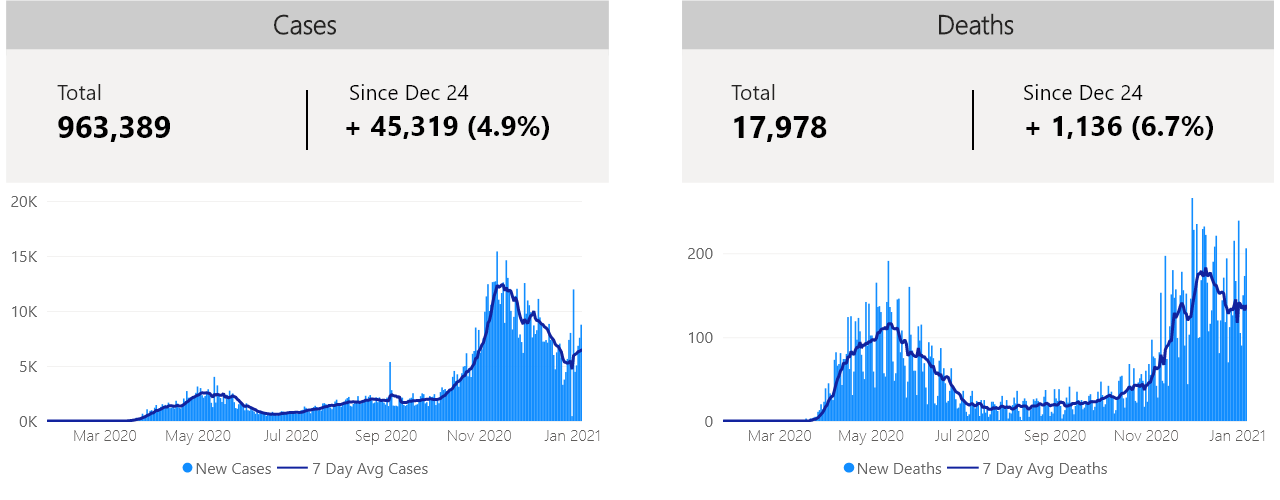 Cases
Total
963,389
Since Dec 24
+ 45,319 (4.9%)
20K
15K
10K
5K
0K
Mar 2020 May 2020 Jul 2020 Sep 2020 Nov 2020 Jan 2021
New Cases 7 Day Avg Cases
Deaths
Total
17,978
Since Dec 24
+ 1,136 (6.7%)
200
100
0
Mar 2020 May 2020 Jul 2020 Sep 2020 Nov 2020 Jan 2021
New Deaths 7 Day Avg Deaths